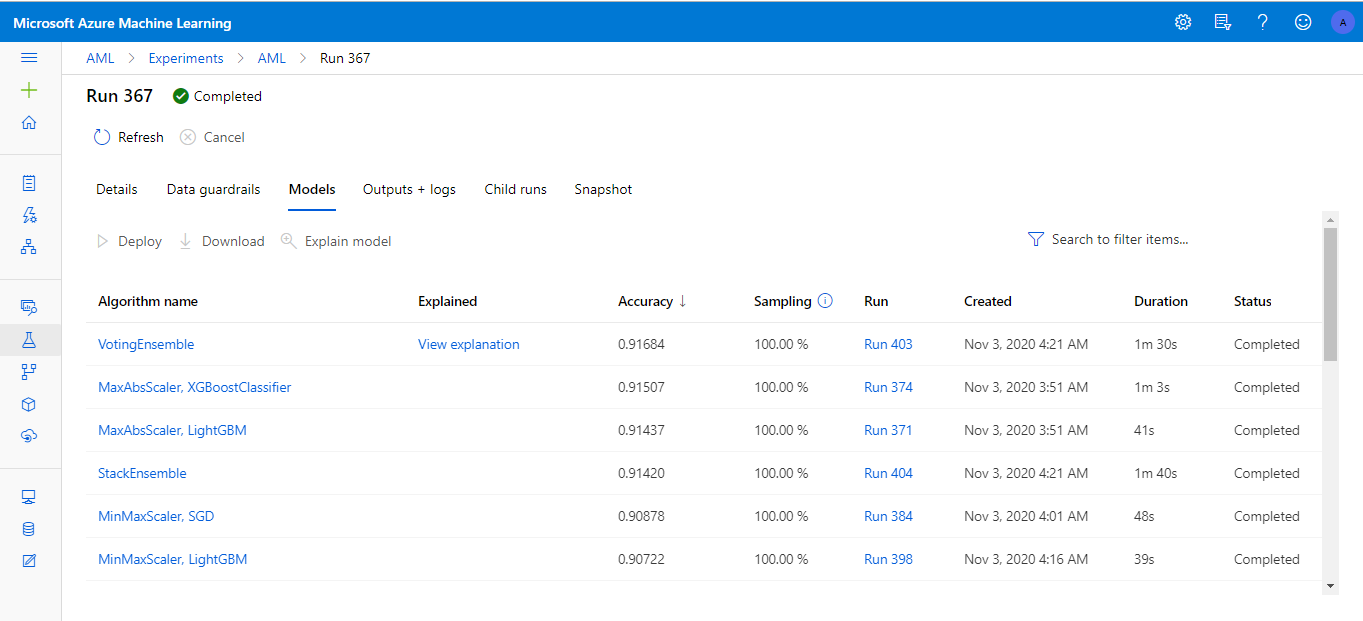 Microsoft Azure Machine Learning
A
AML > Experiments > AML > Run 367
Run 367 Completed
Refresh Cancel
Details Data guardrails Models Outputs + logs Child runs Snapshot
Deploy Download Explain model Search to filter items...
Algorithm name Explained Accuracy ↓ Sampling Run Created Duration Status
VotingEnsemble View explanation 0.91684 100.00 % Run 403 Nov 3, 2020 4:21 AM 1m 30s Completed
MaxAbsScaler, XGBoostClassifier 0.91507 100.00 % Run 374 Nov 3, 2020 3:51 AM 1m 3s Completed
MaxAbsScaler, LightGBM 0.91437 100.00 % Run 371 Nov 3, 2020 3:51 AM 41s Completed
StackEnsemble 0.91420 100.00 % Run 404 Nov 3, 2020 4:21 AM 1m 40s Completed
MinMaxScaler, SGD 0.90878 100.00 % Run 384 Nov 3, 2020 4:01 AM 48s Completed
MinMaxScaler, LightGBM 0.90722 100.00 % Run 398 Nov 3, 2020 4:16 AM 39s Completed